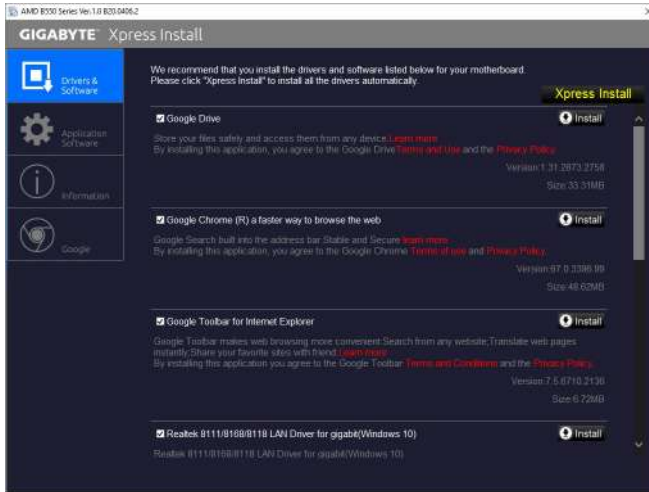 AMD B550 Series Ver.1.0 B20.0406.2
GIGABYTE Xpress Install
Drivers & Software
Application Software
Information
Google
We recommend that you install the drivers and software listed below for your motherboard.
Please click "Xpress Install" to install all the drivers automatically.
Xpress Install
Google Drive
Install
Store your files safely and access them from any device.Learn more
By installing this application, you agree to the Google DriveTerms and Use and the Privacy Policy.
Version:1.31.2873.2758
Size:33.31MB
Google Chrome (R) a faster way to browse the web
Install
Google Search built into the address bar Stable and Secure learn more
By installing this application, you agree to the Google Chrome Terms of use and Privacy Policy.
Version:67.0.3396.99
Size:48.62MB
Google Toolbar for Internet Explorer
Install
Google Toolbar makes web browsing more convenient.Search from any website;Translate web pages
instantly;Share your favorite sites with friend.Learn more
By installing this application you agree to the Google Toolbar Terms and Conditions and the Privacy Policy.
Version:7.5.8710.2136
Size:6.72MB
Realtek 8111/8168/8118 LAN Driver for gigabit(Windows 10)
Install
Realtek 8111/8168/8118 LAN Driver for gigabit(Windows 10)